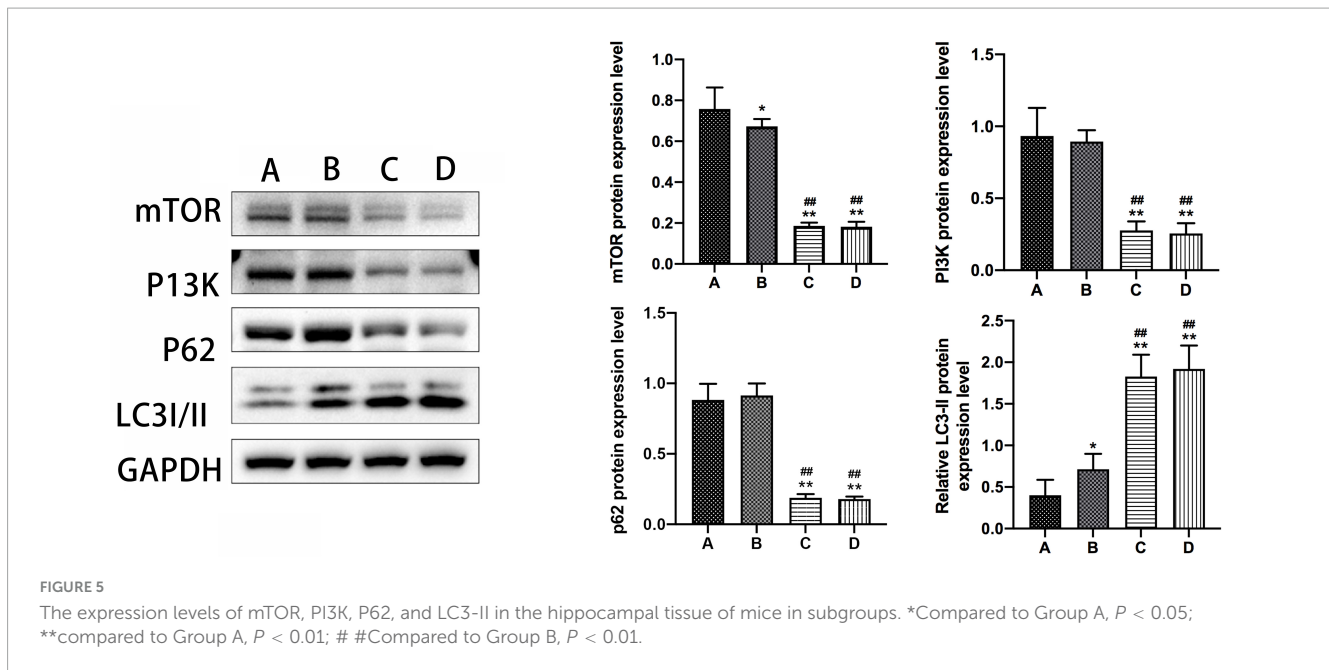 A B C D
mTOR
P13K
P62
LC3I/II
GAPDH
mTOR protein expression level
1.0
0.8
0.6
0.4
0.2
0.0
*
##
**
##
**
A B C D
PI3K protein expression level
1.5
1.0
0.5
0.0
##
**
##
**
A B C D
p62 protein expression level
1.5
1.0
0.5
0.0
##
**
##
**
A B C D
Relative LC3-II protein
expression level
2.5
2.0
1.5
1.0
0.5
0.0
*
##
**
##
**
A B C D
FIGURE 5
The expression levels of mTOR, PI3K, P62, and LC3-II in the hippocampal tissue of mice in subgroups. *Compared to Group A, P < 0.05;
**compared to Group A, P < 0.01; # #Compared to Group B, P < 0.01.